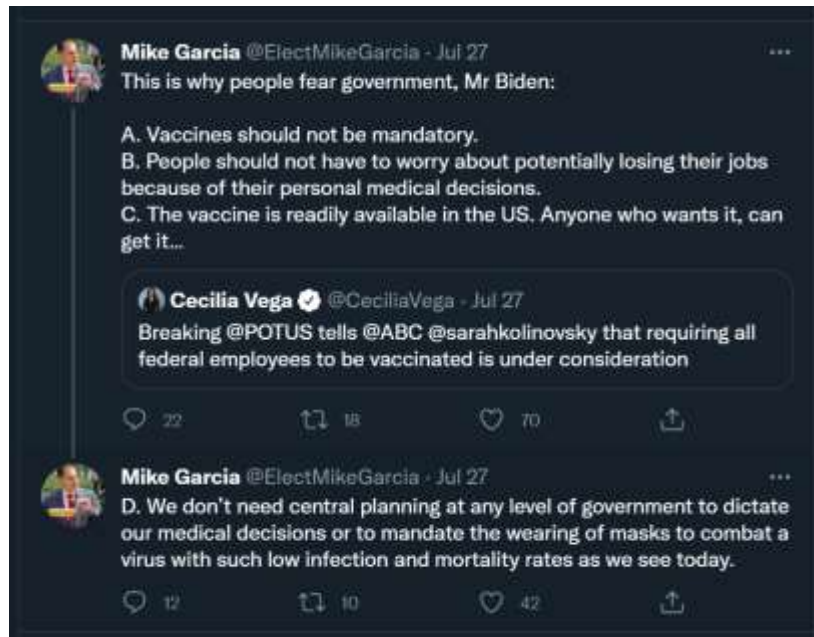 Mike Garcia @ElectMikeGarcia · Jul 27
This is why people fear government, Mr Biden:
A. Vaccines should not be mandatory.
B. People should not have to worry about potentially losing their jobs
because of their personal medical decisions.
C. The vaccine is readily available in the US. Anyone who wants it, can
get it...
Cecilia Vega @CeciliaVega · Jul 27
Breaking @POTUS tells @ABC @sarahkolinovsky that requiring all
federal employees to be vaccinated is under consideration
22 18 70
Mike Garcia @ElectMikeGarcia · Jul 27
D. We don't need central planning at any level of government to dictate
our medical decisions or to mandate the wearing of masks to combat a
virus with such low infection and mortality rates as we see today.
12 10 42